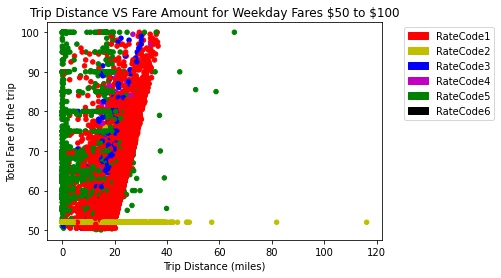 Trip Distance VS Fare Amount for Weekday Fares $50 to $100
Total Fare of the trip
100
90
80
70
60
50
0
20
40
60
80
100
120
Trip Distance (miles)
RateCode1
RateCode2
RateCode3
RateCode4
RateCode5
RateCode6